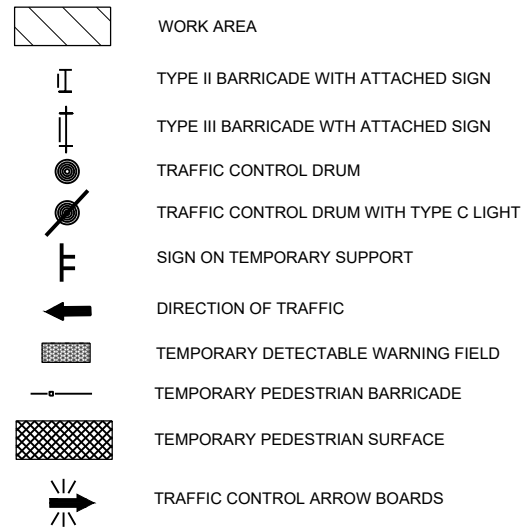 WORK AREA
TYPE II BARRICADE WITH ATTACHED SIGN
TYPE III BARRICADE WTH ATTACHED SIGN
TRAFFIC CONTROL DRUM
TRAFFIC CONTROL DRUM WITH TYPE C LIGHT
SIGN ON TEMPORARY SUPPORT
DIRECTION OF TRAFFIC
TEMPORARY DETECTABLE WARNING FIELD
TEMPORARY PEDESTRIAN BARRICADE
TEMPORARY PEDESTRIAN SURFACE
TRAFFIC CONTROL ARROW BOARDS